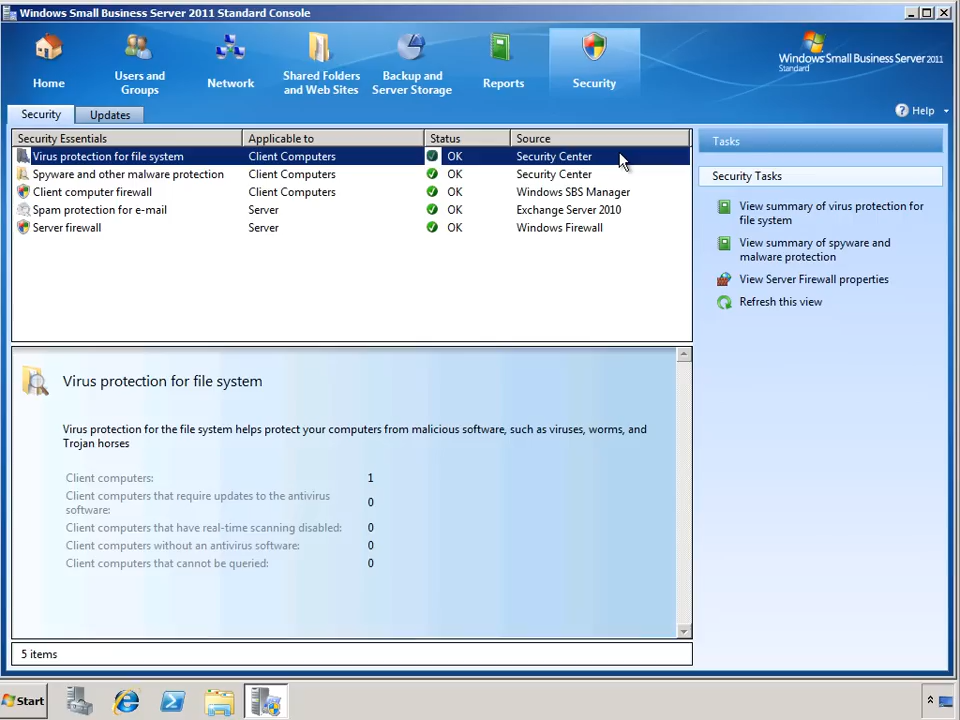 Windows Small Business Server 2011 Standard Console
Home
Users and Groups
Network
Shared Folders and Web Sites
Backup and Server Storage
Reports
Security
Windows Small Business Server 2011
Standard
Security
Updates
Help
Security Essentials Applicable to Status Source
Virus protection for file system Client Computers OK Security Center
Spyware and other malware protection Client Computers OK Security Center
Client computer firewall Client Computers OK Windows SBS Manager
Spam protection for e-mail Server OK Exchange Server 2010
Server firewall Server OK Windows Firewall
Tasks
Security Tasks
View summary of virus protection for
file system
View summary of spyware and
malware protection
View Server Firewall properties
Refresh this view
Virus protection for file system
Virus protection for the file system helps protect your computers from malicious software, such as viruses, worms, and
Trojan horses
Client computers: 1
Client computers that require updates to the antivirus
software: 0
Client computers that have real-time scanning disabled: 0
Client computers without an antivirus software: 0
Client computers that cannot be queried: 0
5 items
Start